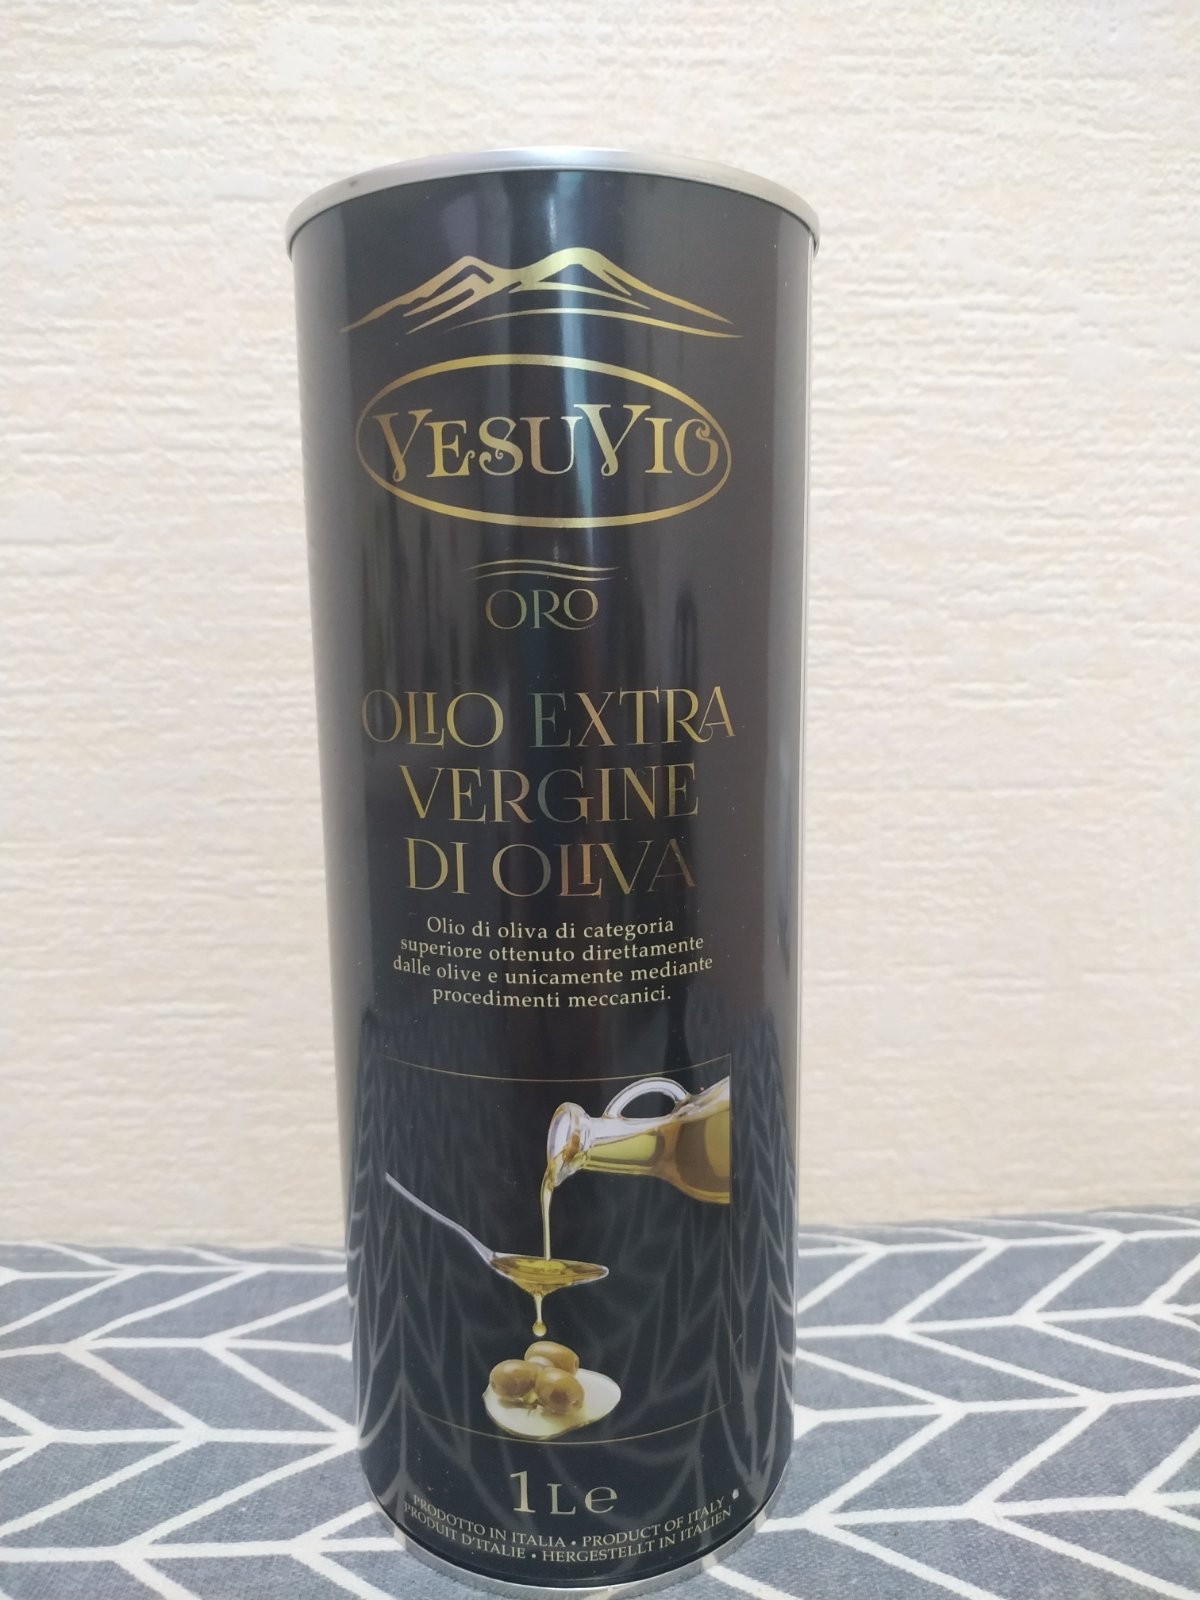 VESUVIO
ORO
OLIO EXTRA
VERGINE
DI OLIVA
Olio di oliva di categoria
superiore ottenuto direttamente
dalle olive e unicamente mediante
procedimenti meccanici.
1 L e
PRODOTTO IN ITALIA • PRODUCT OF ITALY •
PRODUIT D'ITALIE • HERGESTELLT IN ITALIEN